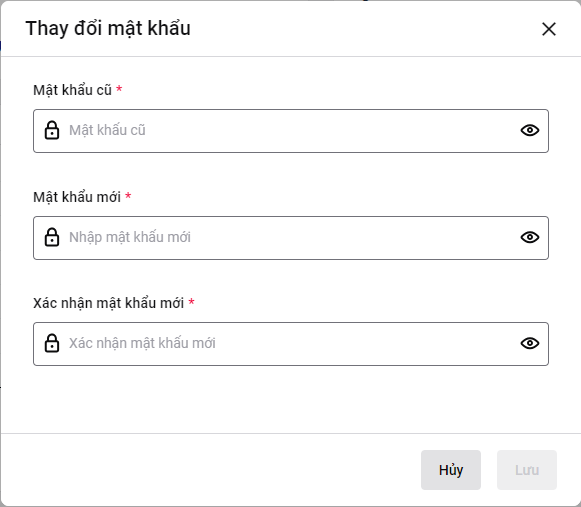 Thay đổi mật khẩu
Mật khẩu cũ *
Mật khẩu cũ
Mật khẩu mới *
Nhập mật khẩu mới
Xác nhận mật khẩu mới *
Xác nhận mật khẩu mới
Hủy Lưu